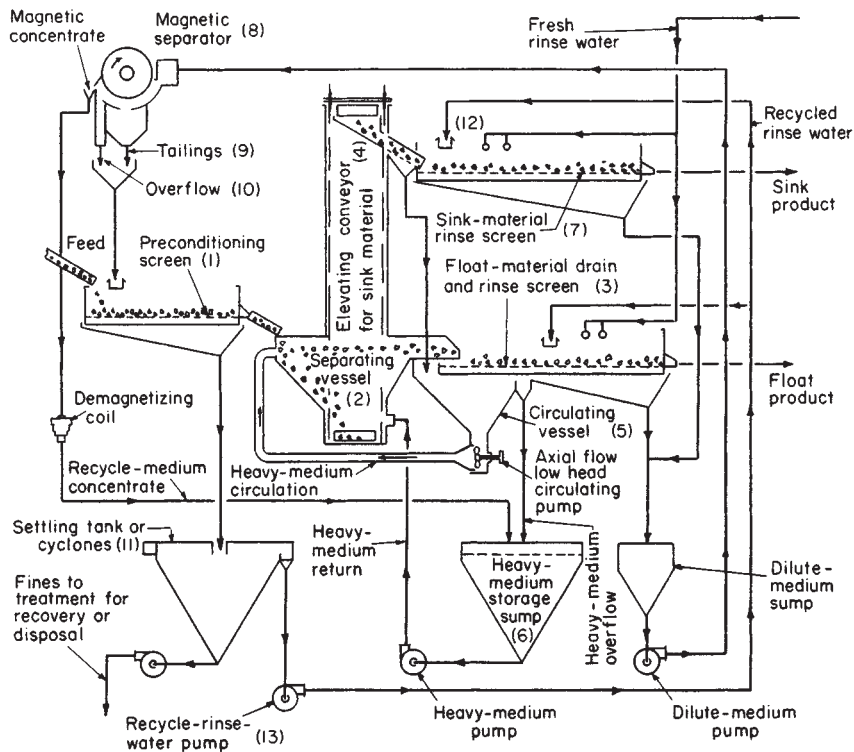 Magnetic
concentrate
Magnetic
separator (8)
Fresh
rinse water
Recycled
rinse water
(12)
(4)
Tailings (9)
Overflow (10)
Elevating conveyor
for sink material
Sink
product
Sink-material
rinse screen (7)
Feed
Preconditioning
screen (1)
Float-material drain
and rinse screen (3)
Separating
vessel
(2)
Float
product
Demagnetizing
coil
Circulating
vessel (5)
Heavy-medium
circulation
Axial flow
low head
circulating
pump
Recycle-medium
concentrate
Settling tank or
cyclones (11)
Heavy-
medium
return
Heavy-
medium
storage
sump
(6)
Heavy-medium
overflow
Dilute-
medium
sump
Fines to
treatment for
recovery or
disposal
Recycle-rinse-
water pump (13)
Heavy-medium
pump
Dilute-medium
pump